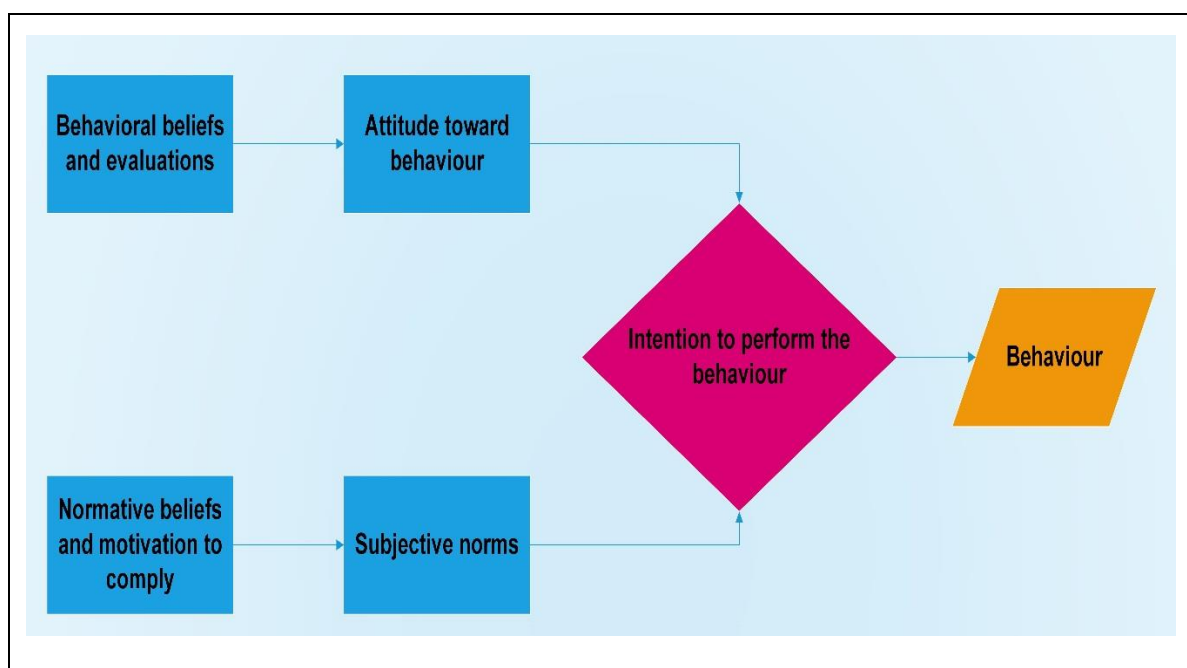 Behavioral beliefs
and evaluations
Attitude toward
behaviour
Intention to perform the
behaviour
Behaviour
Normative beliefs
and motivation to
comply
Subjective norms